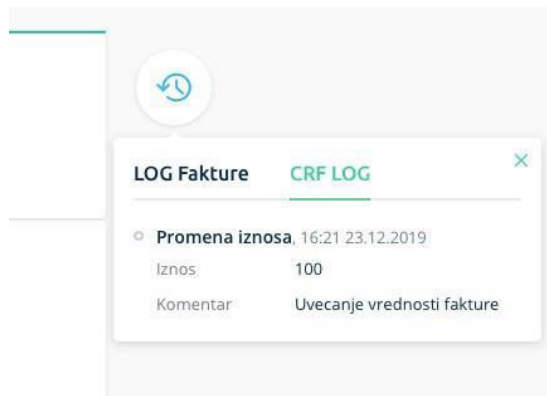 LOG Fakture CRF LOG
Promena iznosa, 16:21 23.12.2019
Iznos 100
Komentar Uvecanje vrednosti fakture